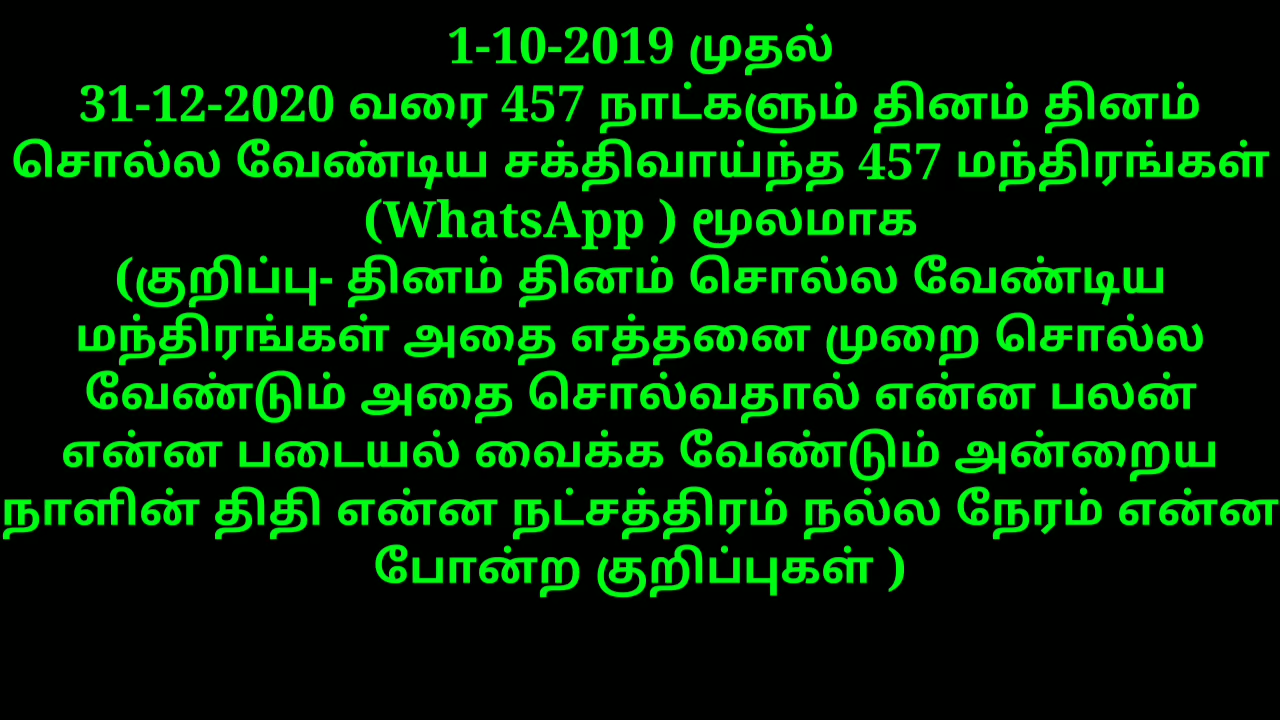 1-10-2019 முதல்
31-12-2020 வரை 457 நாட்களும் தினம் தினம்
சொல்ல வேண்டிய சக்திவாய்ந்த 457 மந்திரங்கள்
(WhatsApp ) மூலமாக
(குறிப்பு- தினம் தினம் சொல்ல வேண்டிய
மந்திரங்கள் அதை எத்தனை முறை சொல்ல
வேண்டும் அதை சொல்வதால் என்ன பலன்
என்ன படையல் வைக்க வேண்டும் அன்றைய
நாளின் திதி என்ன நட்சத்திரம் நல்ல நேரம் என்ன
போன்ற குறிப்புகள் )